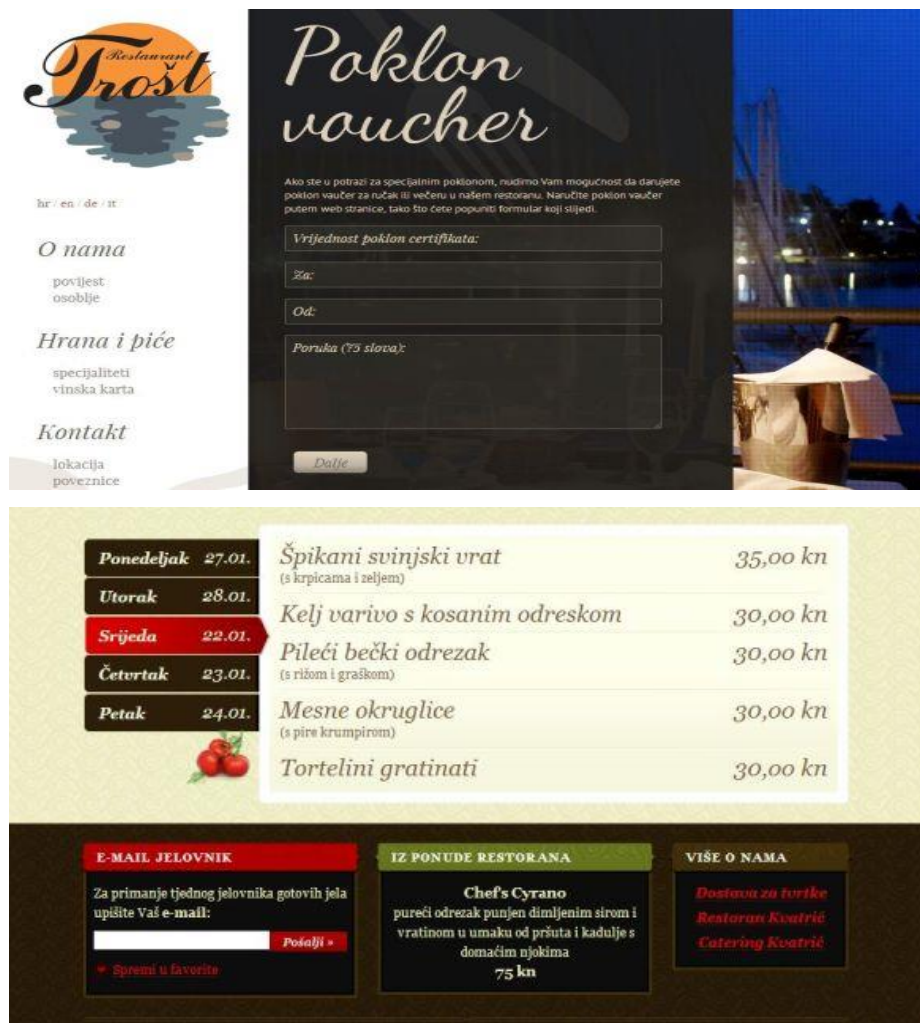 Restaurant
Trošt
hr / en / de / it
O nama
povijest
osoblje
Hrana i piće
specijaliteti
vinska karta
Kontakt
lokacija
poveznice
Poklon
voucher
Ako ste u potrazi za specijalnim poklonom, nudimo Vam mogućnost da darujete
poklon vaučer za ručak ili večeru u našem restoranu. Naručite poklon vaučer
putem web stranice, tako što ćete popuniti formular koji slijedi.
Vrijednost poklon certifikata:
Za:
Od:
Poruka (75 slova):
Dalje
Ponedeljak 27.01.
Utorak 28.01.
Srijeda 22.01.
Četvrtak 23.01.
Petak 24.01.
Špikani svinjski vrat 35,00 kn
(s krpicama i zeljem)
Kelj varivo s kosanim odreskom 30,00 kn
Pileći bečki odrezak 30,00 kn
(s rižom i graškom)
Mesne okruglice 30,00 kn
(s pire krumpirom)
Tortelini gratinati 30,00 kn
E-MAIL JELOVNIK
Za primanje tjednog jelovnika gotovih jela
upišite Vaš e-mail:
Pošalji »
Spremi u favorite
IZ PONUDE RESTORANA
Chef's Cyrano
pureći odrezak punjen dimljenim sirom i
vratinom u umaku od pršuta i kadulje s
domaćim njokima
75 kn
VIŠE O NAMA
Dostava za tvrtke
Restoran Kvatrić
Catering Kvatrić